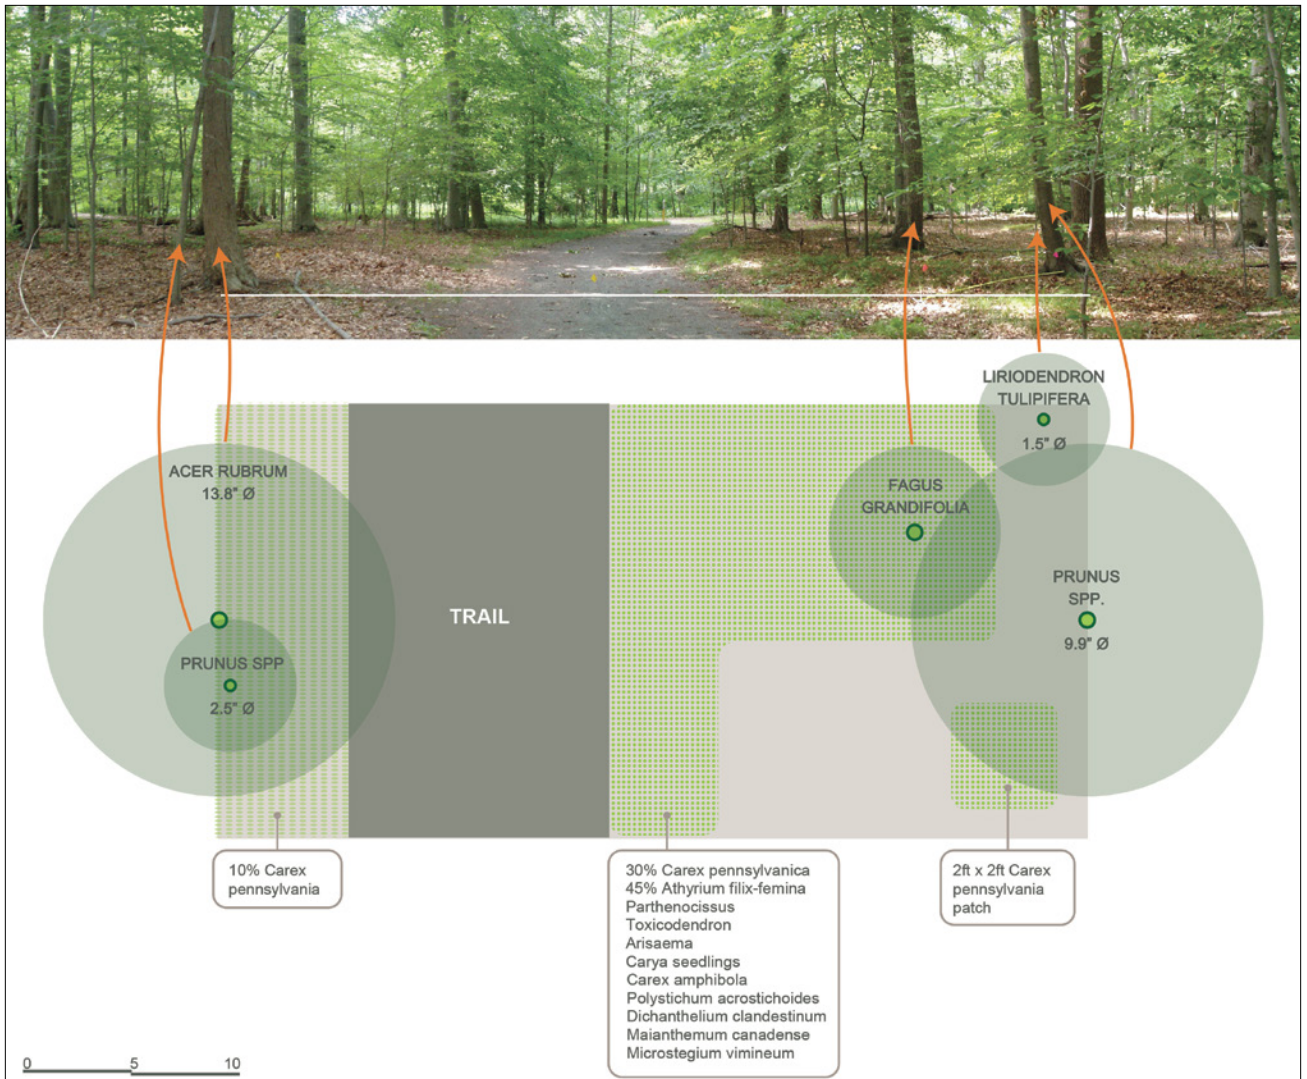 LIRIODENDRON
TULIPIFERA
1.5" Ø
ACER RUBRUM
13.8" Ø
FAGUS
GRANDIFOLIA
PRUNUS
SPP.
9.9" Ø
TRAIL
PRUNUS SPP
2.5" Ø
10% Carex
pennsylvania
30% Carex pennsylvanica
45% Athyrium filix-femina
Parthenocissus
Toxicodendron
Arisaema
Carya seedlings
Carex amphibola
Polystichum acrostichoides
Dichanthelium clandestinum
Maianthemum canadense
Microstegium vimineum
2ft x 2ft Carex
pennsylvania
patch
0 5 10